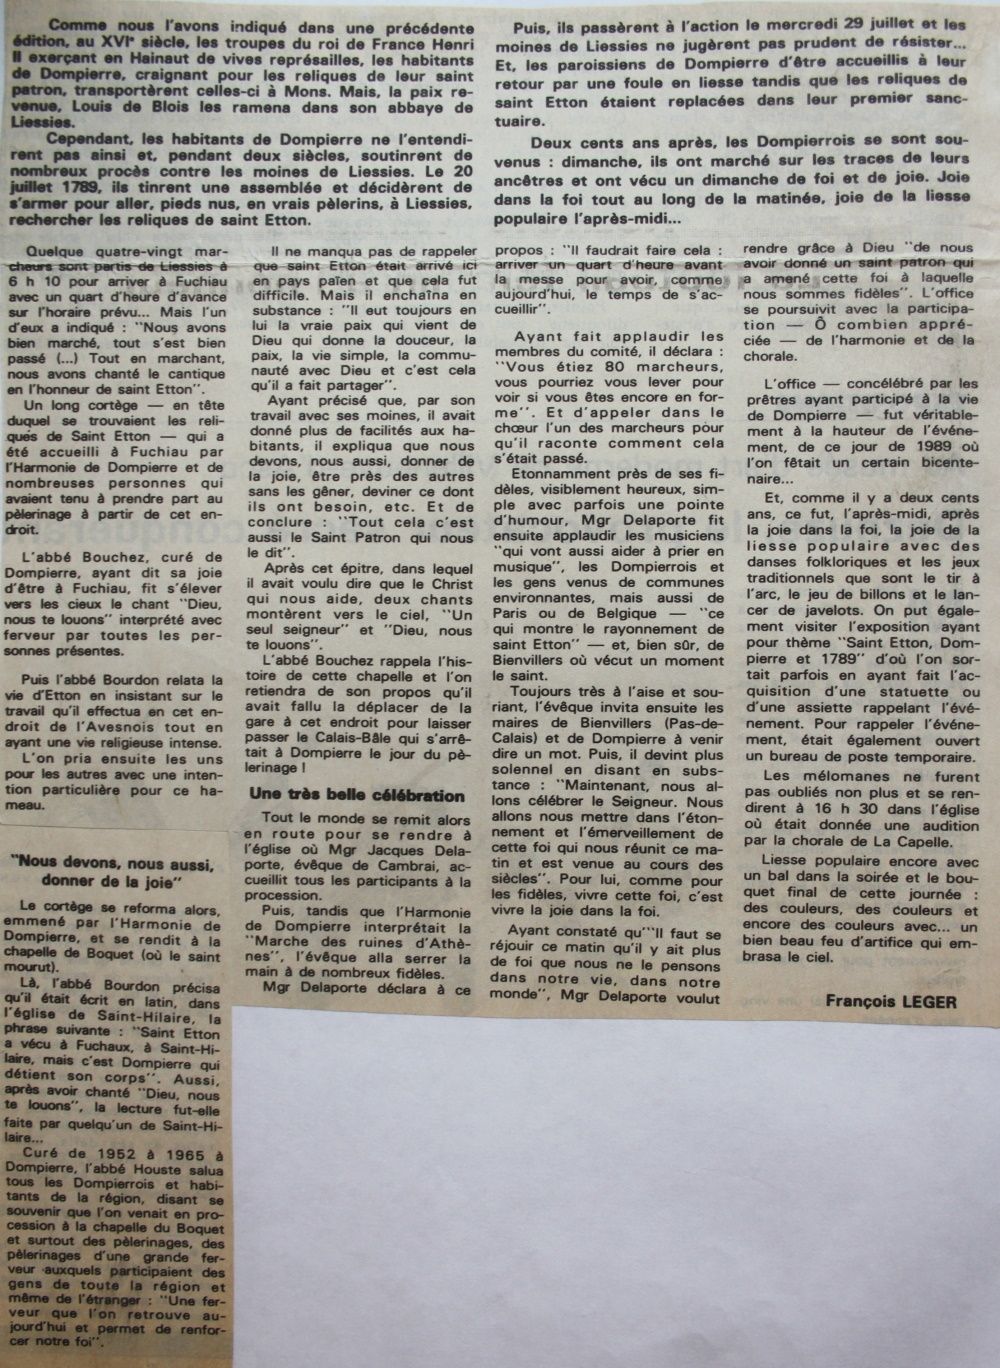 Comme nous l'avons indiqué dans une précédente
édition, au XVIe siècle, les troupes du roi de France Henri
II exerçant en Hainaut de vives représailles, les habitants
de Dompierre, craignant pour les reliques de leur saint
patron, transportèrent celles-ci à Mons. Mais, la paix re-
venue, Louis de Blois les ramena dans son abbaye de
Liessies.
Cependant, les habitants de Dompierre ne l'entendi-
rent pas ainsi et, pendant deux siècles, soutinrent de
nombreux procès contre les moines de Liessies. Le 20
juillet 1789, ils tinrent une assemblée et décidèrent de
s'armer pour aller, pieds nus, en vrais pèlerins, à Liessies,
rechercher les reliques de saint Etton.
Puis, ils passèrent à l'action le mercredi 29 juillet et les
moines de Liessies ne jugèrent pas prudent de résister...
Et, les paroissiens de Dompierre d'être accueillis à leur
retour par une foule en liesse tandis que les reliques de
saint Etton étaient replacées dans leur premier sanc-
tuaire.
Deux cents ans après, les Dompierrois se sont sou-
venus : dimanche, ils ont marché sur les traces de leurs
ancêtres et ont vécu un dimanche de foi et de joie. Joie
dans la foi tout au long de la matinée, joie de la liesse
populaire l'après-midi...
Quelque quatre-vingt mar-
cheurs sont partis de Liessies à
6 h 10 pour arriver à Fuchiau
avec un quart d'heure d'avance
sur l'horaire prévu... Mais l'un
d'eux a indiqué : "Nous avons
bien marché, tout s'est bien
passé (...) Tout en marchant,
nous avons chanté le cantique
en l'honneur de saint Etton".
Un long cortège — en tête
duquel se trouvaient les reli-
ques de Saint Etton — qui a
été accueilli à Fuchiau par
l'Harmonie de Dompierre et de
nombreuses personnes qui
avaient tenu à prendre part au
pèlerinage à partir de cet en-
droit.
L'abbé Bouchez, curé de
Dompierre, ayant dit sa joie
d'être à Fuchiau, fit s'élever
vers les cieux le chant "Dieu,
nous te louons" interprété avec
ferveur par toutes les per-
sonnes présentes.
Puis l'abbé Bourdon relata la
vie d'Etton en insistant sur le
travail qu'il effectua en cet en-
droit de l'Avesnois tout en
ayant une vie religieuse intense.
L'on pria ensuite les uns
pour les autres avec une inten-
tion particulière pour ce ha-
meau.
"Nous devons, nous aussi,
donner de la joie"
Le cortège se reforma alors,
emmené par l'Harmonie de
Dompierre, et se rendit à la
chapelle de Boquet (où le saint
mourut).
Là, l'abbé Bourdon précisa
qu'il était écrit en latin, dans
l'église de Saint-Hilaire, la
phrase suivante : "Saint Etton
a vécu à Fuchaux, à Saint-Hi-
laire, mais c'est Dompierre qui
détient son corps". Aussi,
après avoir chanté "Dieu, nous
te louons", la lecture fut-elle
faite par quelqu'un de Saint-Hi-
laire...
Curé de 1952 à 1965 à
Dompierre, l'abbé Houste salua
tous les Dompierrois et habi-
tants de la région, disant se
souvenir que l'on venait en pro-
cession à la chapelle du Boquet
et surtout des pèlerinages, des
pèlerinages d'une grande fer-
veur auxquels participaient des
gens de toute la région et
même de l'étranger : "Une fer-
veur que l'on retrouve au-
jourd'hui et permet de renfor-
cer notre foi".
Il ne manqua pas de rappeler
que saint Etton était arrivé ici
en pays païen et que cela fut
difficile. Mais il enchaîna en
substance : "Il eut toujours en
lui la vraie paix qui vient de
Dieu qui donne la douceur, la
paix, la vie simple, la commu-
nauté avec Dieu et c'est cela
qu'il a fait partager".
Ayant précisé que, par son
travail avec ses moines, il avait
donné plus de facilités aux ha-
bitants, il expliqua que nous
devons, nous aussi, donner de
la joie, être près des autres
sans les gêner, deviner ce dont
ils ont besoin, etc. Et de
conclure : "Tout cela c'est
aussi le Saint Patron qui nous
le dit".
Après cet épitre, dans lequel
il avait voulu dire que le Christ
qui nous aide, deux chants
montèrent vers le ciel, "Un
seul seigneur" et "Dieu, nous
te louons".
L'abbé Bouchez rappela l'his-
toire de cette chapelle et l'on
retiendra de son propos qu'il
avait fallu la déplacer de la
gare à cet endroit pour laisser
passer le Calais-Bâle qui s'arrê-
tait à Dompierre le jour du pè-
lerinage !
Une très belle célébration
Tout le monde se remit alors
en route pour se rendre à
l'église où Mgr Jacques Dela-
porte, évêque de Cambrai, ac-
cueillit tous les participants à la
procession.
Puis, tandis que l'Harmonie
de Dompierre interprétait la
"Marche des ruines d'Athè-
nes", l'évêque alla serrer la
main à de nombreux fidèles.
Mgr Delaporte déclara à ce
propos : "Il faudrait faire cela :
arriver un quart d'heure avant
la messe pour avoir, comme
aujourd'hui, le temps de s'ac-
cueillir".
Ayant fait applaudir les
membres du comité, il déclara :
"Vous étiez 80 marcheurs,
vous pourriez vous lever pour
voir si vous êtes encore en for-
me". Et d'appeler dans le
chœur l'un des marcheurs pour
qu'il raconte comment cela
s'était passé.
Etonnamment près de ses fi-
dèles, visiblement heureux, sim-
ple avec parfois une pointe
d'humour, Mgr Delaporte fit
ensuite applaudir les musiciens
"qui vont aussi aider à prier en
musique", les Dompierrois et
les gens venus de communes
environnantes, mais aussi de
Paris ou de Belgique — "ce
qui montre le rayonnement de
saint Etton" — et, bien sûr, de
Bienvillers où vécut un moment
le saint.
Toujours très à l'aise et sou-
riant, l'évêque invita ensuite les
maires de Bienvillers (Pas-de-
Calais) et de Dompierre à venir
dire un mot. Puis, il devint plus
solennel en disant en subs-
tance : "Maintenant, nous al-
lons célébrer le Seigneur. Nous
allons nous mettre dans l'éton-
nement et l'émerveillement de
cette foi qui nous réunit ce ma-
tin et est venue au cours des
siècles". Pour lui, comme pour
les fidèles, vivre cette foi, c'est
vivre la joie dans la foi.
Ayant constaté qu'"Il faut se
réjouir ce matin qu'il y ait plus
de foi que nous ne le pensons
dans notre vie, dans notre
monde", Mgr Delaporte voulut
rendre grâce à Dieu "de nous
avoir donné un saint patron qui
a amené cette foi à laquelle
nous sommes fidèles". L'office
se poursuivit avec la participa-
tion — Ô combien appré-
ciée — de l'harmonie et de la
chorale.
L'office — concélébré par les
prêtres ayant participé à la vie
de Dompierre — fut véritable-
ment à la hauteur de l'événe-
ment, de ce jour de 1989 où
l'on fêtait un certain bicente-
naire...
Et, comme il y a deux cents
ans, ce fut, l'après-midi, après
la joie dans la foi, la joie de la
liesse populaire avec des
danses folkloriques et les jeux
traditionnels que sont le tir à
l'arc, le jeu de billons et le lan-
cer de javelots. On put égale-
ment visiter l'exposition ayant
pour thème "Saint Etton, Dom-
pierre et 1789" d'où l'on sor-
tait parfois en ayant fait l'ac-
quisition d'une statuette ou
d'une assiette rappelant l'évé-
nement. Pour rappeler l'événe-
ment, était également ouvert
un bureau de poste temporaire.
Les mélomanes ne furent
pas oubliés non plus et se ren-
dirent à 16 h 30 dans l'église
où était donnée une audition
par la chorale de La Capelle.
Liesse populaire encore avec
un bal dans la soirée et le bou-
quet final de cette journée :
des couleurs, des couleurs et
encore des couleurs avec... un
bien beau feu d'artifice qui em-
brasa le ciel.
François LEGER